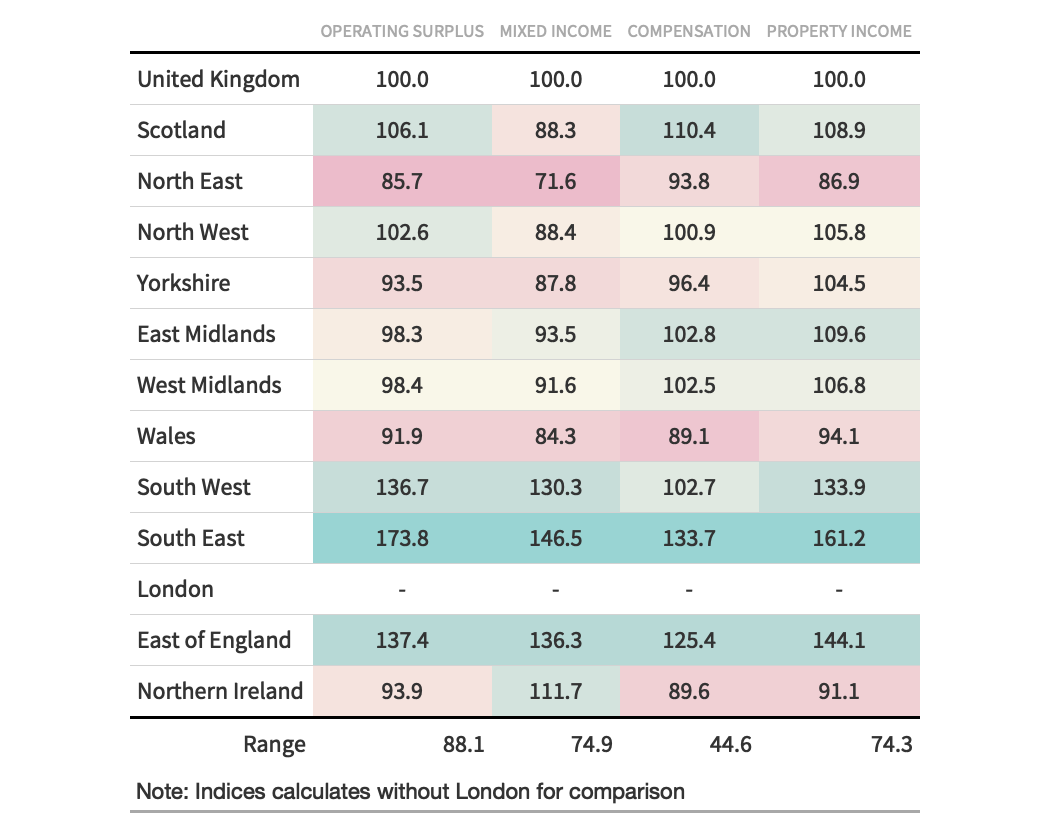 OPERATING SURPLUS MIXED INCOME COMPENSATION PROPERTY INCOME
United Kingdom 100.0 100.0 100.0 100.0
Scotland 106.1 88.3 110.4 108.9
North East 85.7 71.6 93.8 86.9
North West 102.6 88.4 100.9 105.8
Yorkshire 93.5 87.8 96.4 104.5
East Midlands 98.3 93.5 102.8 109.6
West Midlands 98.4 91.6 102.5 106.8
Wales 91.9 84.3 89.1 94.1
South West 136.7 130.3 102.7 133.9
South East 173.8 146.5 133.7 161.2
London - - - -
East of England 137.4 136.3 125.4 144.1
Northern Ireland 93.9 111.7 89.6 91.1
Range 88.1 74.9 44.6 74.3
Note: Indices calculates without London for comparison